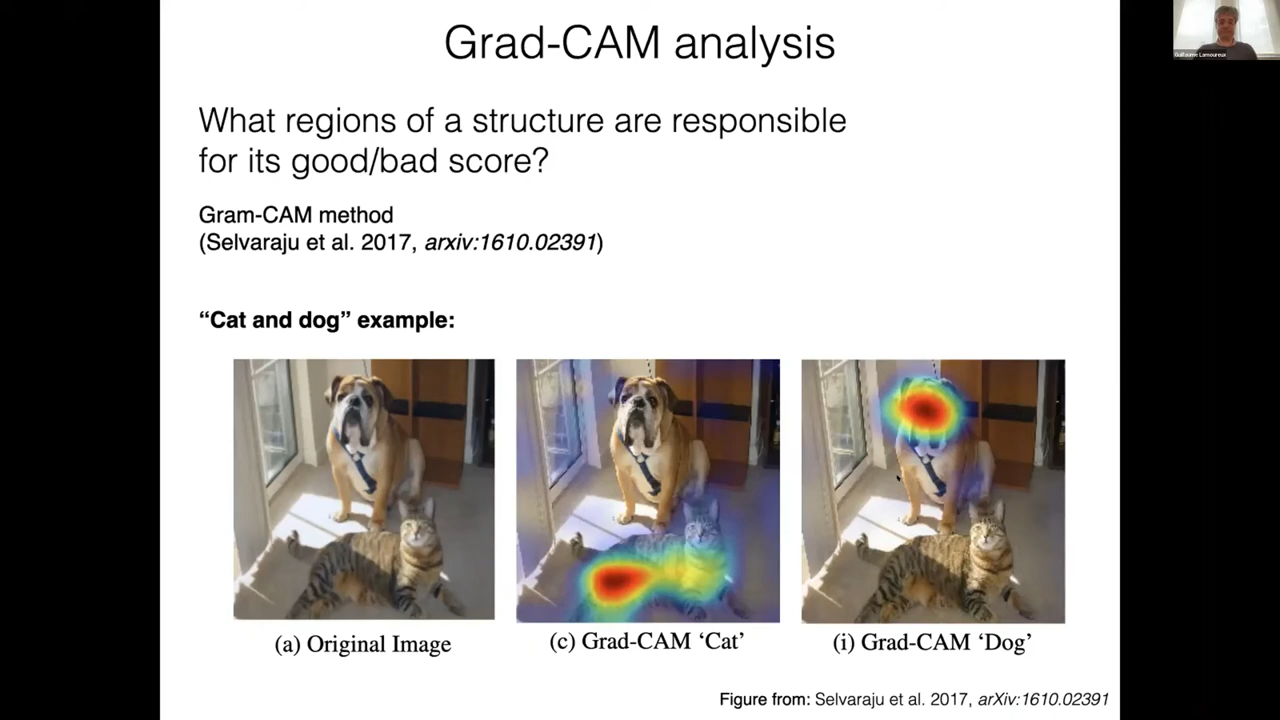 Grad-CAM analysis
Guillaume Lamoureux
What regions of a structure are responsible
for its good/bad score?
Gram-CAM method
(Selvaraju et al. 2017, arxiv:1610.02391)
“Cat and dog” example:
(a) Original Image
(c) Grad-CAM ‘Cat’
(i) Grad-CAM ‘Dog’
Figure from: Selvaraju et al. 2017, arXiv:1610.02391